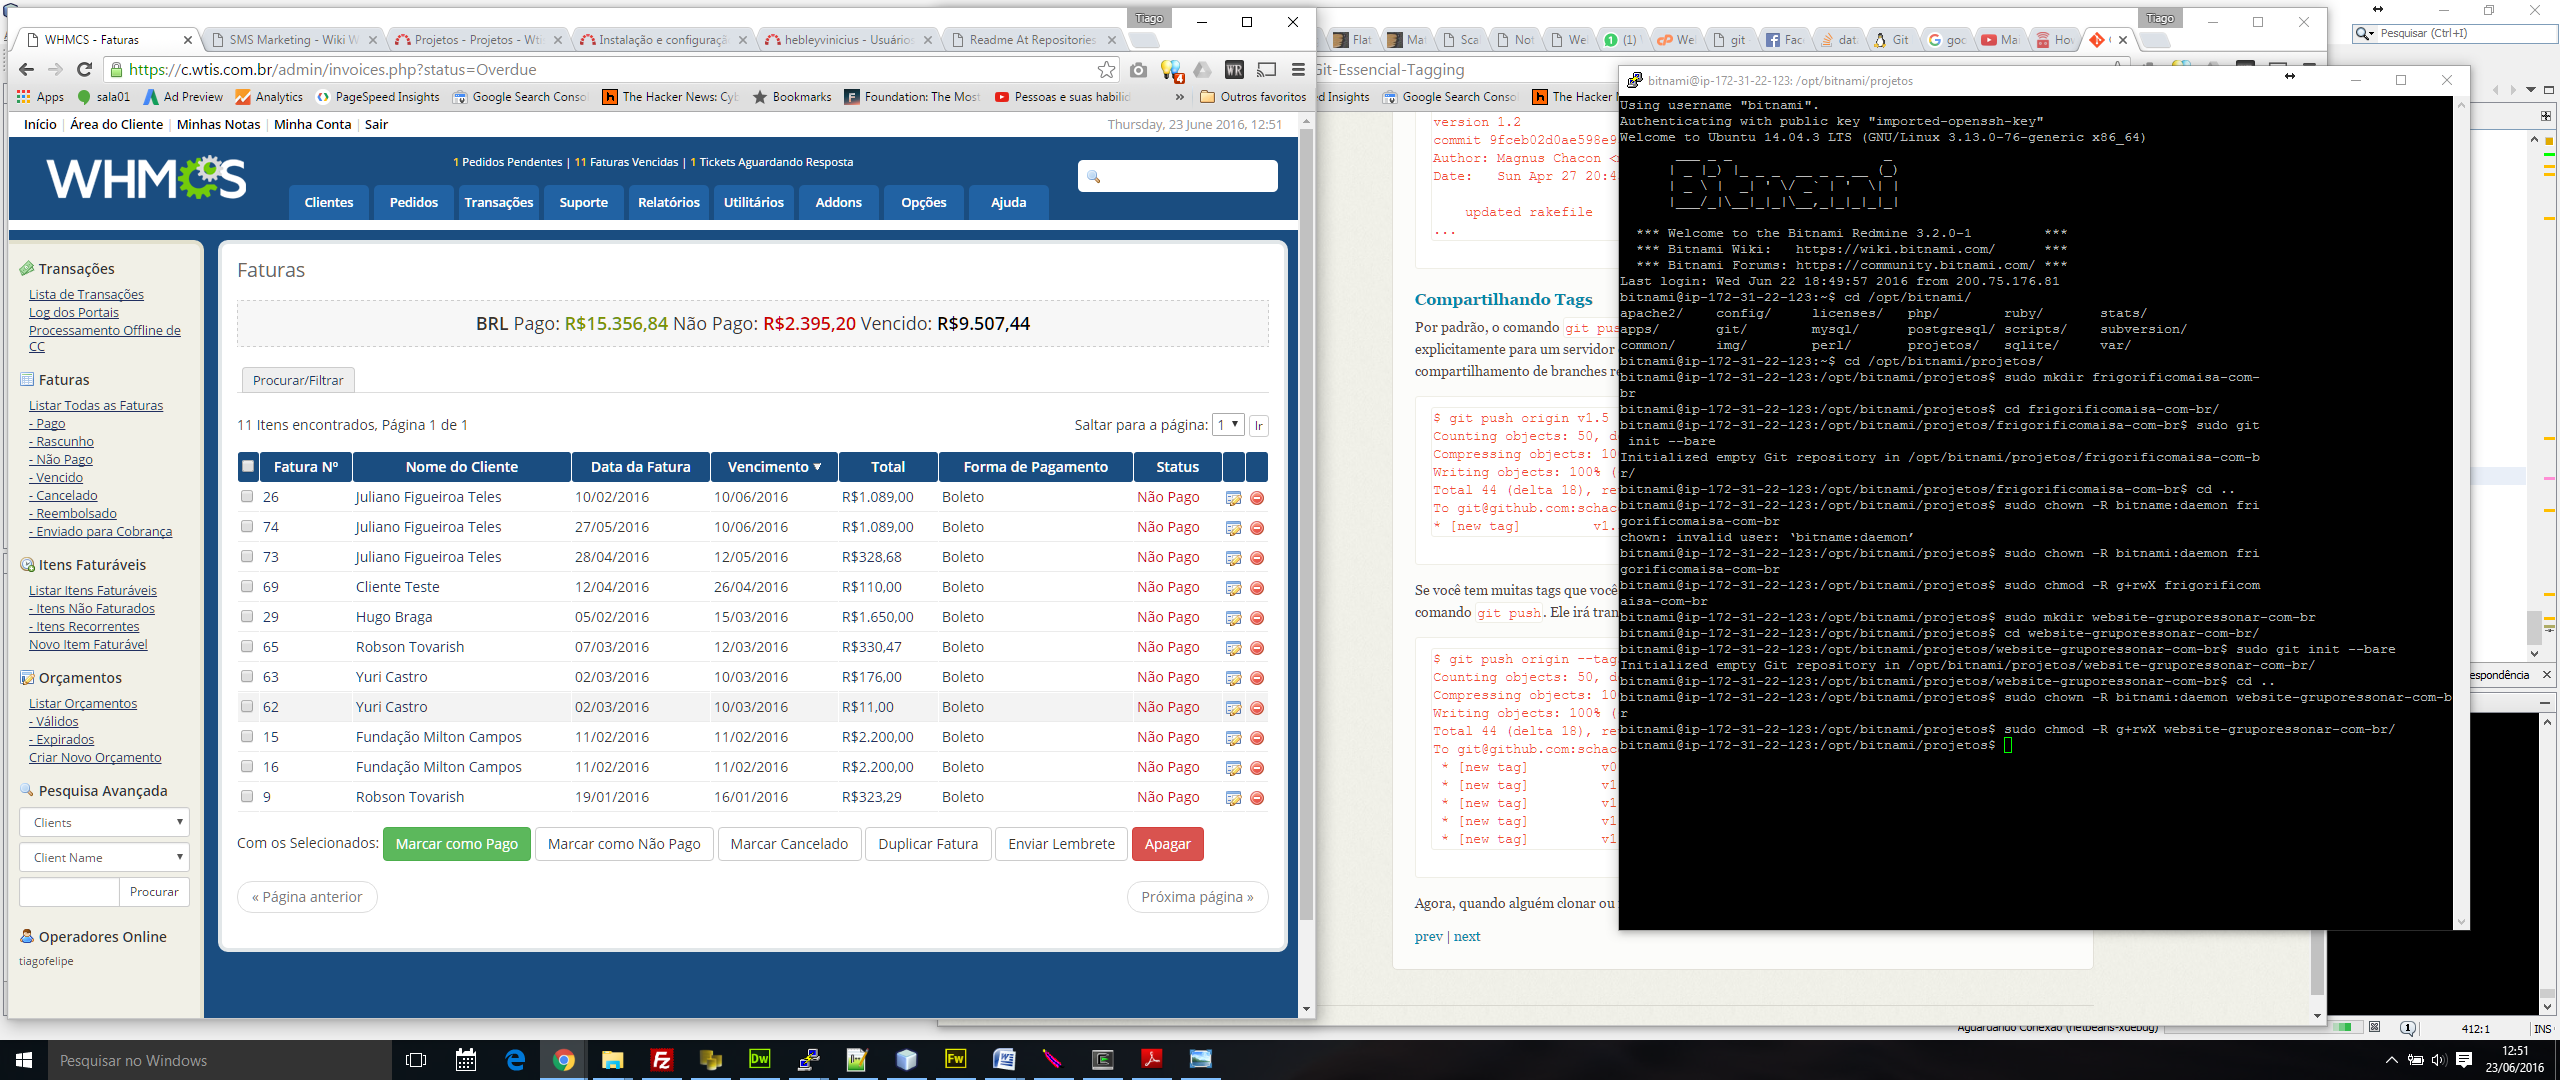 Tiago
WHMCS - Faturas
SMS Marketing - Wiki W
Projetos - Projetos - Wti
Instalação e configuraçã
hebleyvinicius - Usuários
Readme At Repositories
https://c.wtis.com.br/admin/invoices.php?status=Overdue
Apps
sala01
Ad Preview
Analytics
PageSpeed Insights
Google Search Conso
The Hacker News: Cyb
Bookmarks
Foundation: The Most
Pessoas e suas habilid
»
Outros favoritos
Início | Área do Cliente | Minhas Notas | Minha Conta | Sair
Thursday, 23 June 2016, 12:51
WHMCS
1 Pedidos Pendentes | 11 Faturas Vencidas | 1 Tickets Aguardando Resposta
Clientes
Pedidos
Transações
Suporte
Relatórios
Utilitários
Addons
Opções
Ajuda
Transações
Lista de Transações
Log dos Portais
Processamento Offline de
CC
Faturas
Listar Todas as Faturas
- Pago
- Rascunho
- Não Pago
- Vencido
- Cancelado
- Reembolsado
- Enviado para Cobrança
Itens Faturáveis
Listar Itens Faturáveis
- Itens Não Faturados
- Itens Recorrentes
Novo Item Faturável
Orçamentos
Listar Orçamentos
- Válidos
- Expirados
Criar Novo Orçamento
Pesquisa Avançada
Clients
Client Name
Procurar
Operadores Online
tiagofelipe
Faturas
BRL Pago: R$15.356,84 Não Pago: R$2.395,20 Vencido: R$9.507,44
Procurar/Filtrar
11 Itens encontrados, Página 1 de 1
Saltar para a página: 1 Ir
Fatura Nº Nome do Cliente Data da Fatura Vencimento Total Forma de Pagamento Status
26 Juliano Figueiroa Teles 10/02/2016 10/06/2016 R$1.089,00 Boleto Não Pago
74 Juliano Figueiroa Teles 27/05/2016 10/06/2016 R$1.089,00 Boleto Não Pago
73 Juliano Figueiroa Teles 28/04/2016 12/05/2016 R$328,68 Boleto Não Pago
69 Cliente Teste 12/04/2016 26/04/2016 R$110,00 Boleto Não Pago
29 Hugo Braga 05/02/2016 15/03/2016 R$1.650,00 Boleto Não Pago
65 Robson Tovarish 07/03/2016 12/03/2016 R$330,47 Boleto Não Pago
63 Yuri Castro 02/03/2016 10/03/2016 R$176,00 Boleto Não Pago
62 Yuri Castro 02/03/2016 10/03/2016 R$11,00 Boleto Não Pago
15 Fundação Milton Campos 11/02/2016 11/02/2016 R$2.200,00 Boleto Não Pago
16 Fundação Milton Campos 11/02/2016 11/02/2016 R$2.200,00 Boleto Não Pago
9 Robson Tovarish 19/01/2016 16/01/2016 R$323,29 Boleto Não Pago
Com os Selecionados: Marcar como Pago Marcar como Não Pago Marcar Cancelado Duplicar Fatura Enviar Lembrete Apagar
« Página anterior
Próxima página »
Tiago
Flat
Mat
Scal
Not
Wel
(1)
We
git
Fac
dat
Git
goc
Mai
How
Git-Essencial-Tagging
Insights
Google Search Conso
The Hacker N
version 1.2
commit 9fceb02d0ae598e9
Author: Magnus Chacon <
Date: Sun Apr 27 20:4
updated rakefile
...
Compartilhando Tags
Por padrão, o comando git pus
explicitamente para um servidor
compartilhamento de branches re
$ git push origin v1.5
Counting objects: 50, d
Compressing objects: 10
Writing objects: 100% (
Total 44 (delta 18), re
To git@github.com:schac
* [new tag] v1.
Se você tem muitas tags que você
comando git push. Ele irá tran
$ git push origin --tag
Counting objects: 50, d
Compressing objects: 10
Writing objects: 100% (
Total 44 (delta 18), re
To git@github.com:schac
* [new tag] v0
* [new tag] v1
* [new tag] v1
* [new tag] v1
* [new tag] v1
Agora, quando alguém clonar ou
prev | next
Pesquisar (Ctrl+I)
bitnami@ip-172-31-22-123: /opt/bitnami/projetos
Using username "bitnami".
Authenticating with public key "imported-openssh-key"
Welcome to Ubuntu 14.04.3 LTS (GNU/Linux 3.13.0-76-generic x86_64)
*** Welcome to the Bitnami Redmine 3.2.0-1 ***
*** Bitnami Wiki: https://wiki.bitnami.com/ ***
*** Bitnami Forums: https://community.bitnami.com/ ***
Last login: Wed Jun 22 18:49:57 2016 from 200.75.176.81
bitnami@ip-172-31-22-123:~$ cd /opt/bitnami/
apache2/ config/ licenses/ php/ ruby/ stats/
apps/ git/ mysql/ postgresql/ scripts/ subversion/
common/ img/ perl/ projetos/ sqlite/ var/
bitnami@ip-172-31-22-123:~$ cd /opt/bitnami/projetos/
bitnami@ip-172-31-22-123:/opt/bitnami/projetos$ sudo mkdir frigorificomaisa-com-
br
bitnami@ip-172-31-22-123:/opt/bitnami/projetos$ cd frigorificomaisa-com-br/
bitnami@ip-172-31-22-123:/opt/bitnami/projetos/frigorificomaisa-com-br$ sudo git
init --bare
Initialized empty Git repository in /opt/bitnami/projetos/frigorificomaisa-com-b
r/
bitnami@ip-172-31-22-123:/opt/bitnami/projetos/frigorificomaisa-com-br$ cd ..
bitnami@ip-172-31-22-123:/opt/bitnami/projetos$ sudo chown -R bitname:daemon fri
gorificomaisa-com-br
chown: invalid user: ‘bitname:daemon’
bitnami@ip-172-31-22-123:/opt/bitnami/projetos$ sudo chown -R bitnami:daemon fri
gorificomaisa-com-br
bitnami@ip-172-31-22-123:/opt/bitnami/projetos$ sudo chmod -R g+rwX frigorificom
aisa-com-br
bitnami@ip-172-31-22-123:/opt/bitnami/projetos$ sudo mkdir website-gruporessonar-com-br
bitnami@ip-172-31-22-123:/opt/bitnami/projetos$ cd website-gruporessonar-com-br/
bitnami@ip-172-31-22-123:/opt/bitnami/projetos/website-gruporessonar-com-br$ sudo git init --bare
Initialized empty Git repository in /opt/bitnami/projetos/website-gruporessonar-com-br/
bitnami@ip-172-31-22-123:/opt/bitnami/projetos/website-gruporessonar-com-br$ cd ..
bitnami@ip-172-31-22-123:/opt/bitnami/projetos$ sudo chown -R bitnami:daemon website-gruporessonar-com-b
r
bitnami@ip-172-31-22-123:/opt/bitnami/projetos$ sudo chmod -R g+rwX website-gruporessonar-com-br/
bitnami@ip-172-31-22-123:/opt/bitnami/projetos$
espondência
Aguardando Conexão (netbeans-xdebug)
1
412:1
INS
Pesquisar no Windows
12:51
23/06/2016